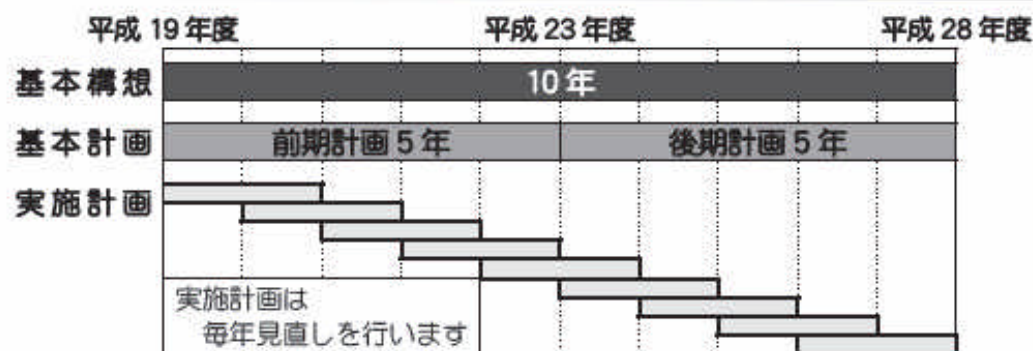 平成 19 年度 平成 23 年度 平成 28 年度
基本構想 10 年
基本計画 前期計画 5 年 後期計画 5 年
実施計画
実施計画は
毎年見直しを行います